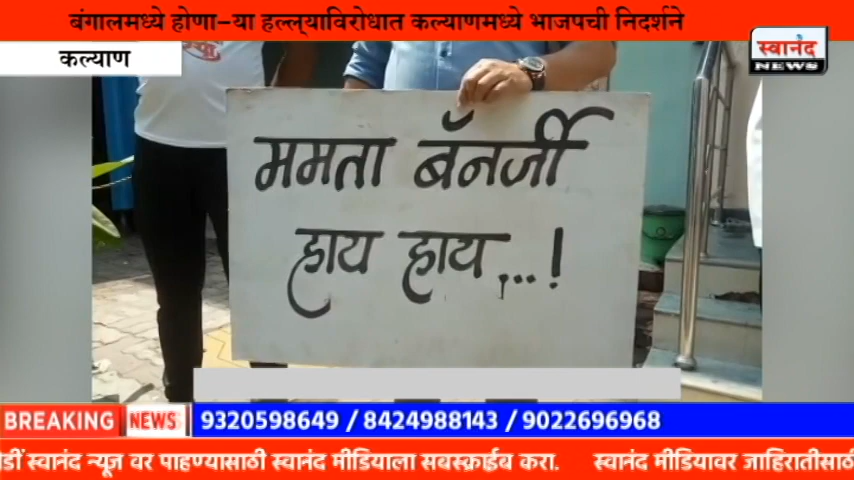 बंगालमध्ये होणा–या हल्ल्याविरोधात कल्याणमध्ये भाजपची निदर्शने
कल्याण
स्वानंद
NEWS
ममता बॅनर्जी
हाय हाय,...!
BREAKING NEWS 9320598649 / 8424988143 / 9022696968
स्वानंद न्यूज वर पाहण्यासाठी स्वानंद मीडियाला सबस्क्राईब करा. स्वानंद मीडियावर जाहिरातीसाठी